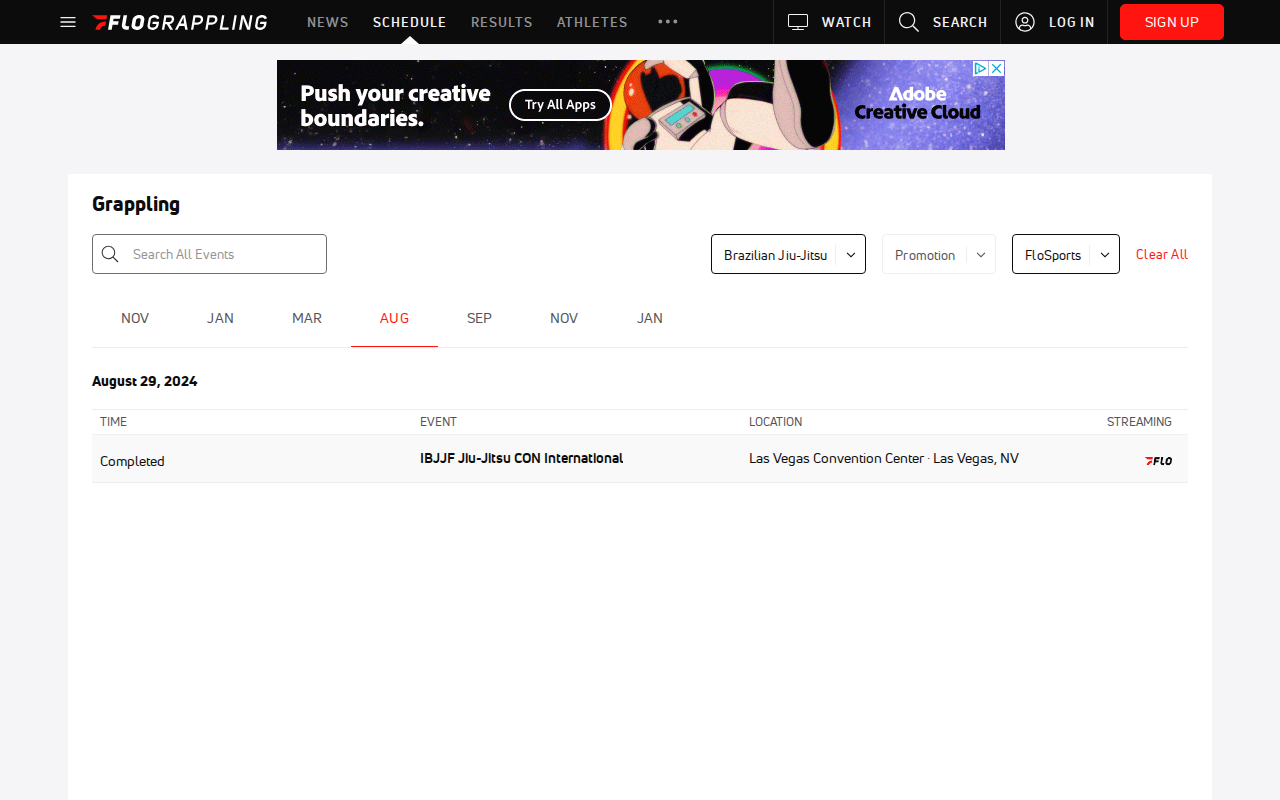 FLOGRAPPLING NEWS SCHEDULE RESULTS ATHLETES WATCH SEARCH LOG IN SIGN UP
Push your creative
boundaries.
Try All Apps
Adobe
Creative Cloud
Grappling
Search All Events Brazilian Jiu-Jitsu Promotion FloSports Clear All
NOV JAN MAR AUG SEP NOV JAN
August 29, 2024
TIME EVENT LOCATION STREAMING
Completed IBJJF Jiu-Jitsu CON International Las Vegas Convention Center · Las Vegas, NV FLO